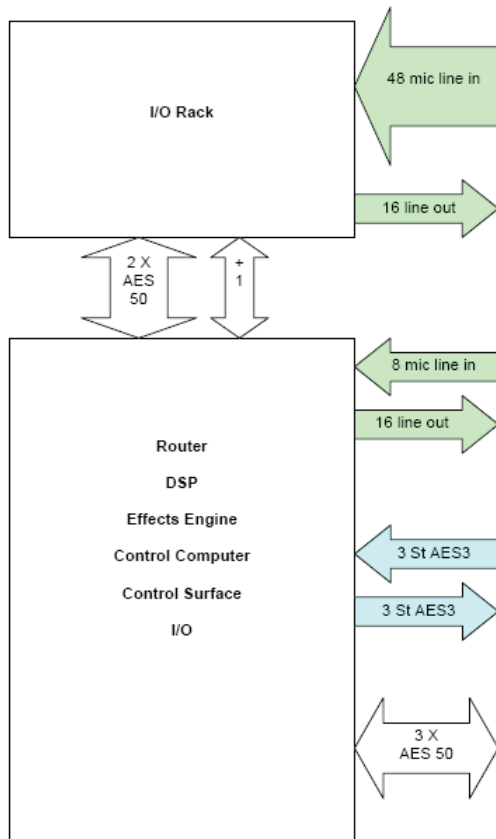 48 mic line in
I/O Rack
16 line out
2 X
AES
50
+
1
8 mic line in
16 line out
Router
DSP
Effects Engine
Control Computer
Control Surface
I/O
3 St AES3
3 St AES3
3 X
AES 50